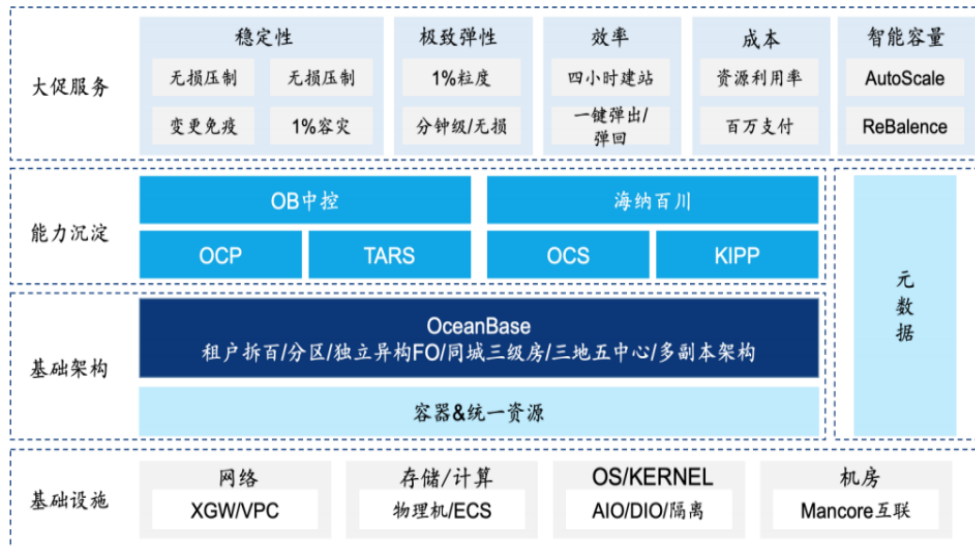 大促服务
稳定性
无损压制
无损压制
变更免疫
1%容灾
极致弹性
1%粒度
分钟级/无损
效率
四小时建站
一键弹出/
弹回
成本
资源利用率
百万支付
智能容量
AutoScale
ReBalence
能力沉淀
OB中控
OCP
TARS
海纳百川
OCS
KIPP
元
数
据
基础架构
OceanBase
租户拆百/分区/独立异构FO/同城三级房/三地五中心/多副本架构
容器&统一资源
基础设施
网络
XGW/VPC
存储/计算
物理机/ECS
OS/KERNEL
AIO/DIO/隔离
机房
Mancore互联